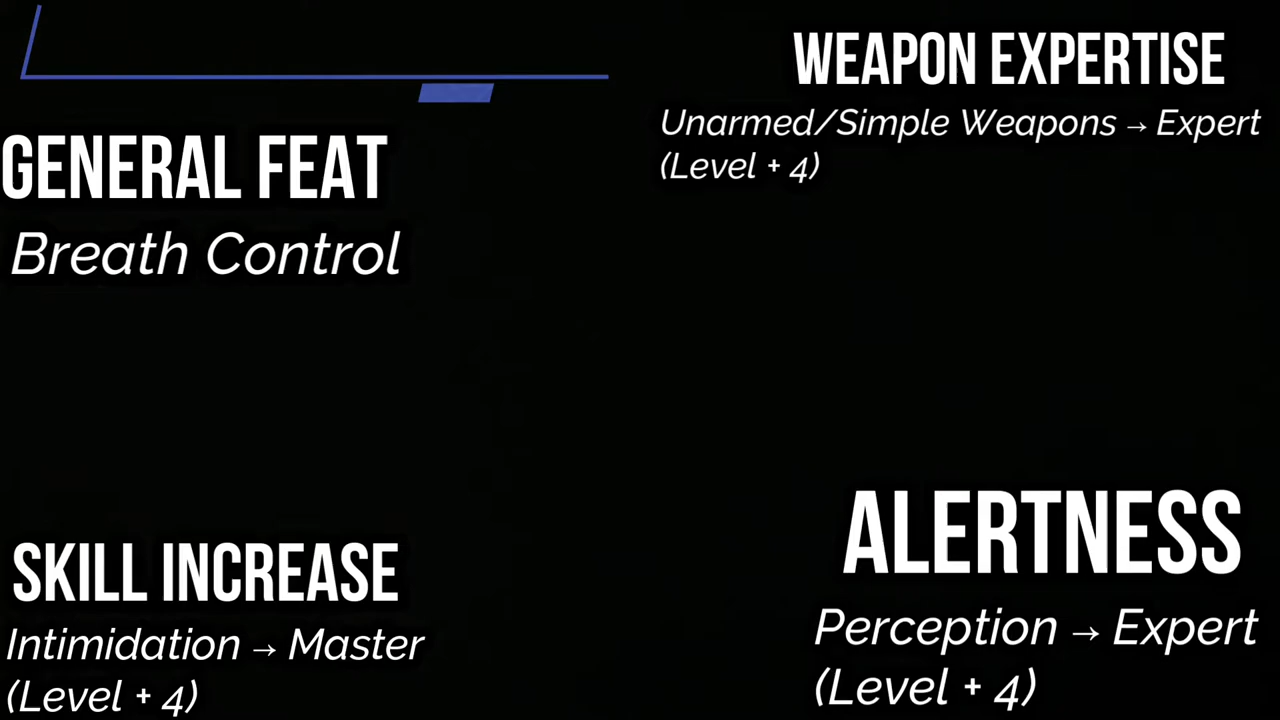 WEAPON EXPERTISE
Unarmed/Simple Weapons → Expert
(Level + 4)
GENERAL FEAT
Breath Control
SKILL INCREASE
Intimidation → Master
(Level + 4)
ALERTNESS
Perception → Expert
(Level + 4)